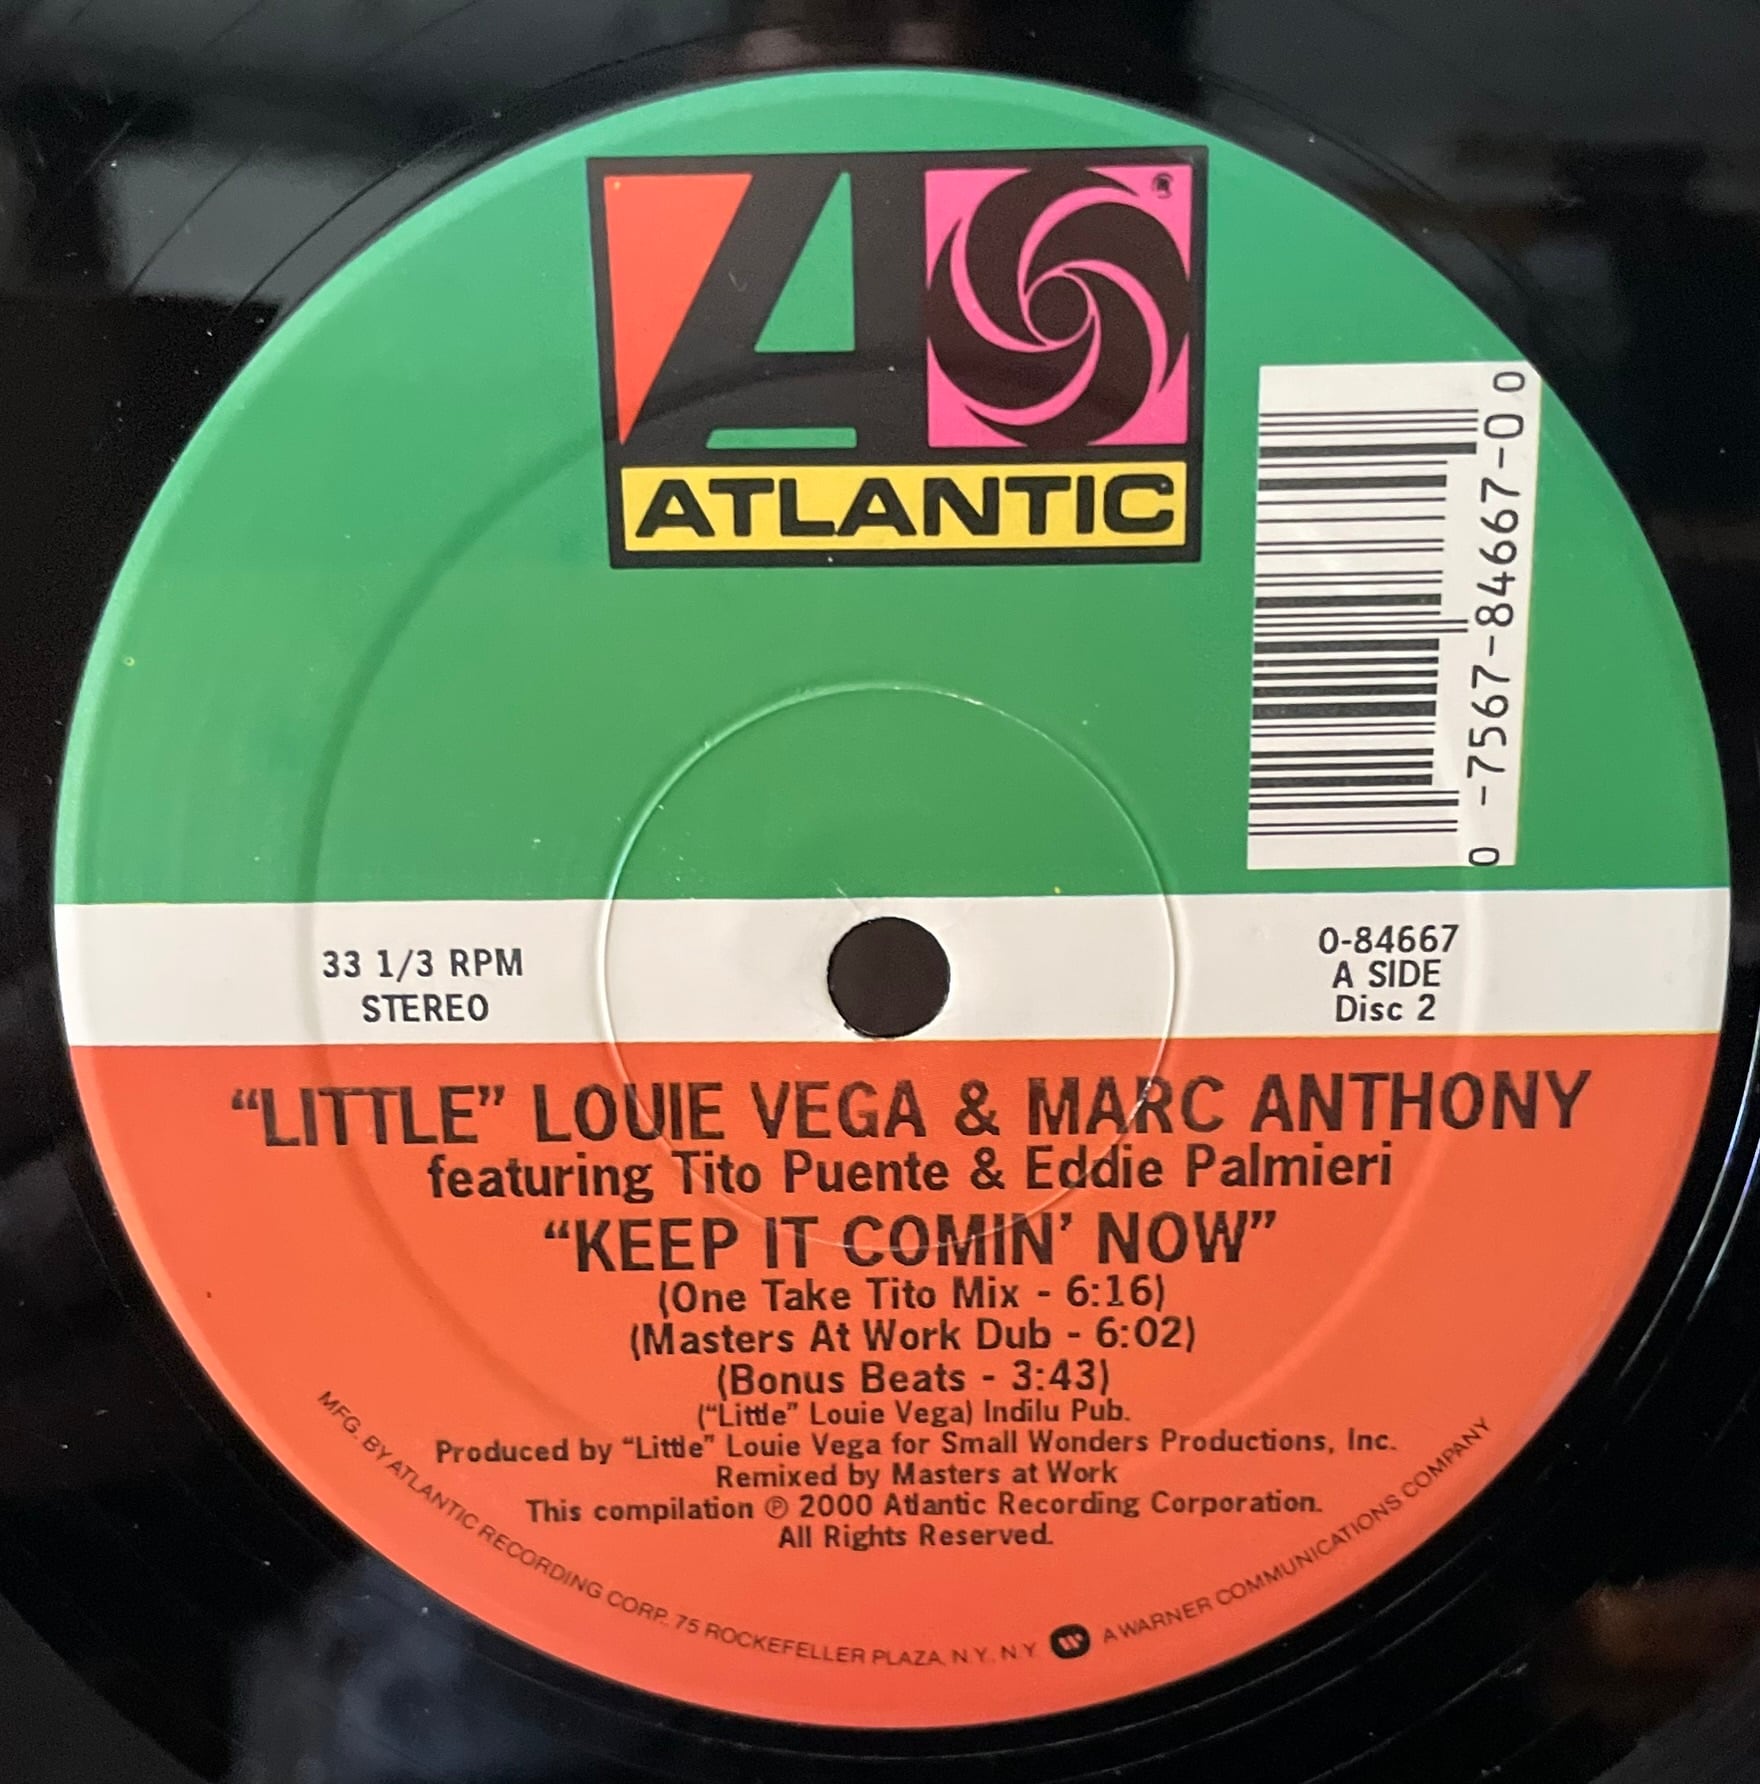 ATLANTIC
0 -7567-84667-0 0
33 1/3 RPM
STEREO
0-84667
A SIDE
Disc 2
“LITTLE” LOUIE VEGA & MARC ANTHONY
featuring Tito Puente & Eddie Palmieri
“KEEP IT COMIN’ NOW”
(One Take Tito Mix - 6:16)
(Masters At Work Dub - 6:02)
(Bonus Beats - 3:43)
(“Little” Louie Vega) Indilu Pub.
Produced by “Little” Louie Vega for Small Wonders Productions, Inc.
Remixed by Masters at Work
This compilation ℗ 2000 Atlantic Recording Corporation.
All Rights Reserved.
MFG. BY ATLANTIC RECORDING CORP., 75 ROCKEFELLER PLAZA, N.Y., N.Y. A WARNER COMMUNICATIONS COMPANY